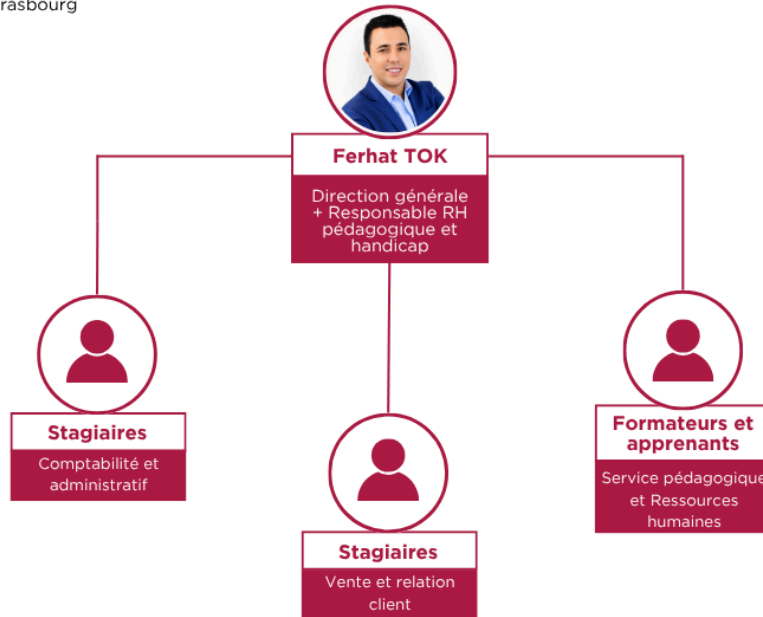 rasbourg
Ferhat TOK
Direction générale
+ Responsable RH
pédagogique et
handicap
Stagiaires
Comptabilité et
administratif
Formateurs et
apprenants
Service pédagogique
et Ressources
humaines
Stagiaires
Vente et relation
client